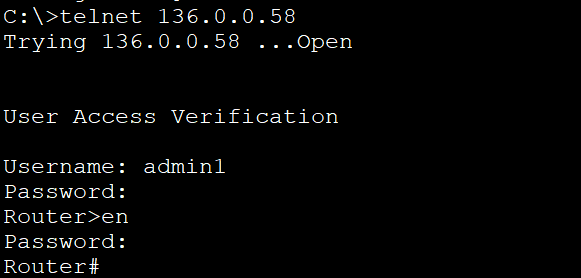 C:\>telnet 136.0.0.58
Trying 136.0.0.58 ...Open
User Access Verification
Username: admin1
Password:
Router>en
Password:
Router#